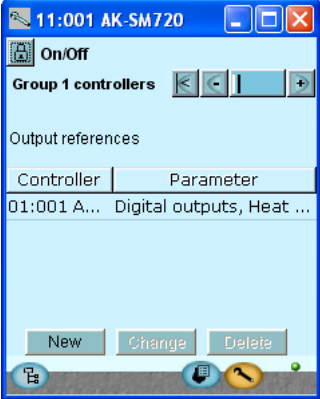 11:001 AK-SM720
On/Off
Group 1 controllers
Output references
Controller Parameter
01:001 A... Digital outputs, Heat ...
New Change Delete